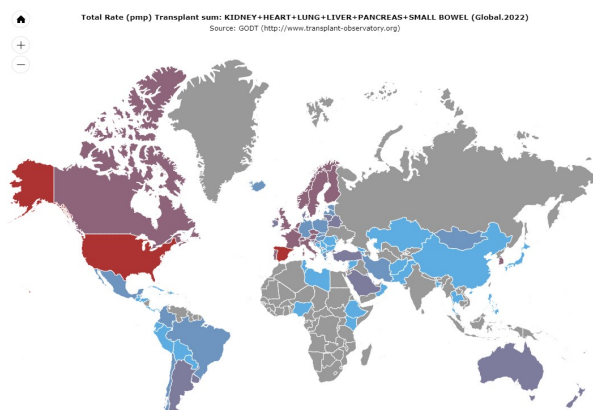 Total Rate (pmp) Transplant sum: KIDNEY+HEART+LUNG+LIVER+PANCREAS+SMALL BOWEL (Global.2022)
Source: GODT (http://www.transplant-observatory.org)